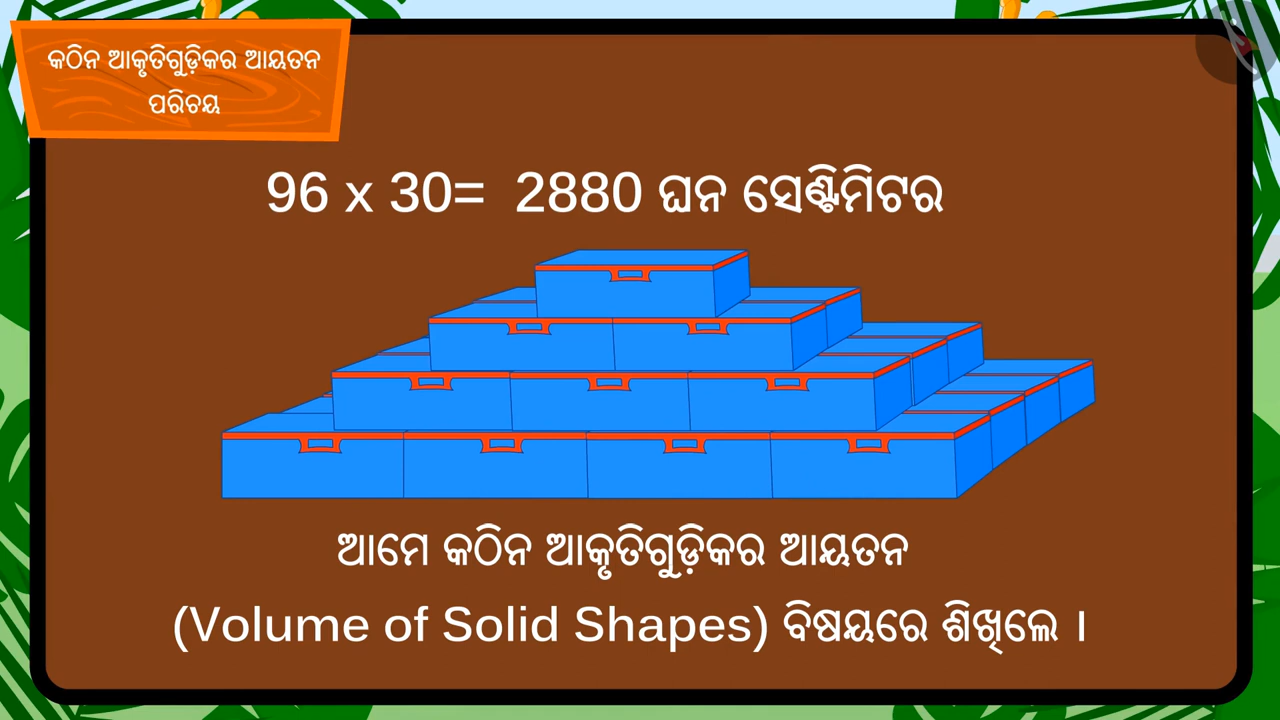 କଠିନ ଆକୃତିଗୁଡ଼ିକର ଆୟତନ
ପରିଚୟ
96 x 30= 2880 ଘନ ସେଣ୍ଟିମିଟର
ଆମେ କଠିନ ଆକୃତିଗୁଡ଼ିକର ଆୟତନ
(Volume of Solid Shapes) ବିଷୟରେ ଶିଖିଲେ ।